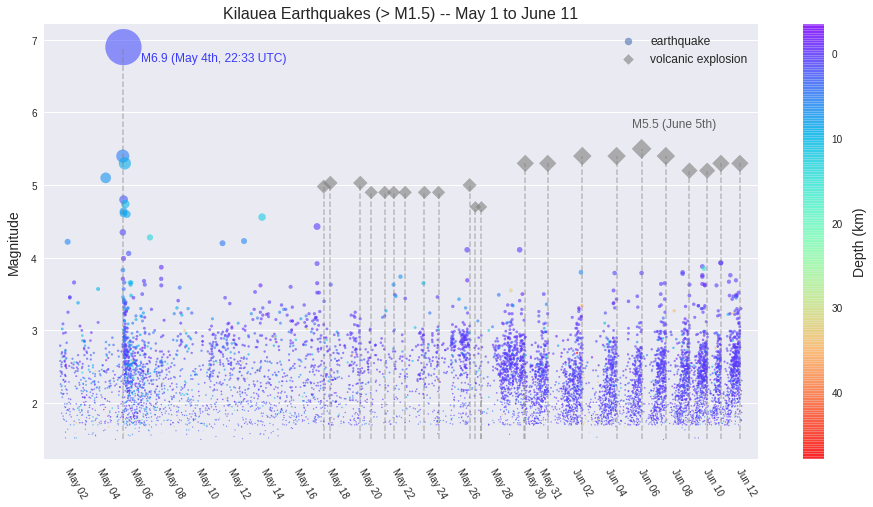 Kilauea Earthquakes (> M1.5) -- May 1 to June 11
earthquake
volcanic explosion
M6.9 (May 4th, 22:33 UTC)
M5.5 (June 5th)
Magnitude
7
6
5
4
3
2
May 02
May 04
May 06
May 08
May 10
May 12
May 14
May 16
May 18
May 20
May 22
May 24
May 26
May 28
May 30
May 31
Jun 02
Jun 04
Jun 06
Jun 08
Jun 10
Jun 12
0
10
20
30
40
Depth (km)